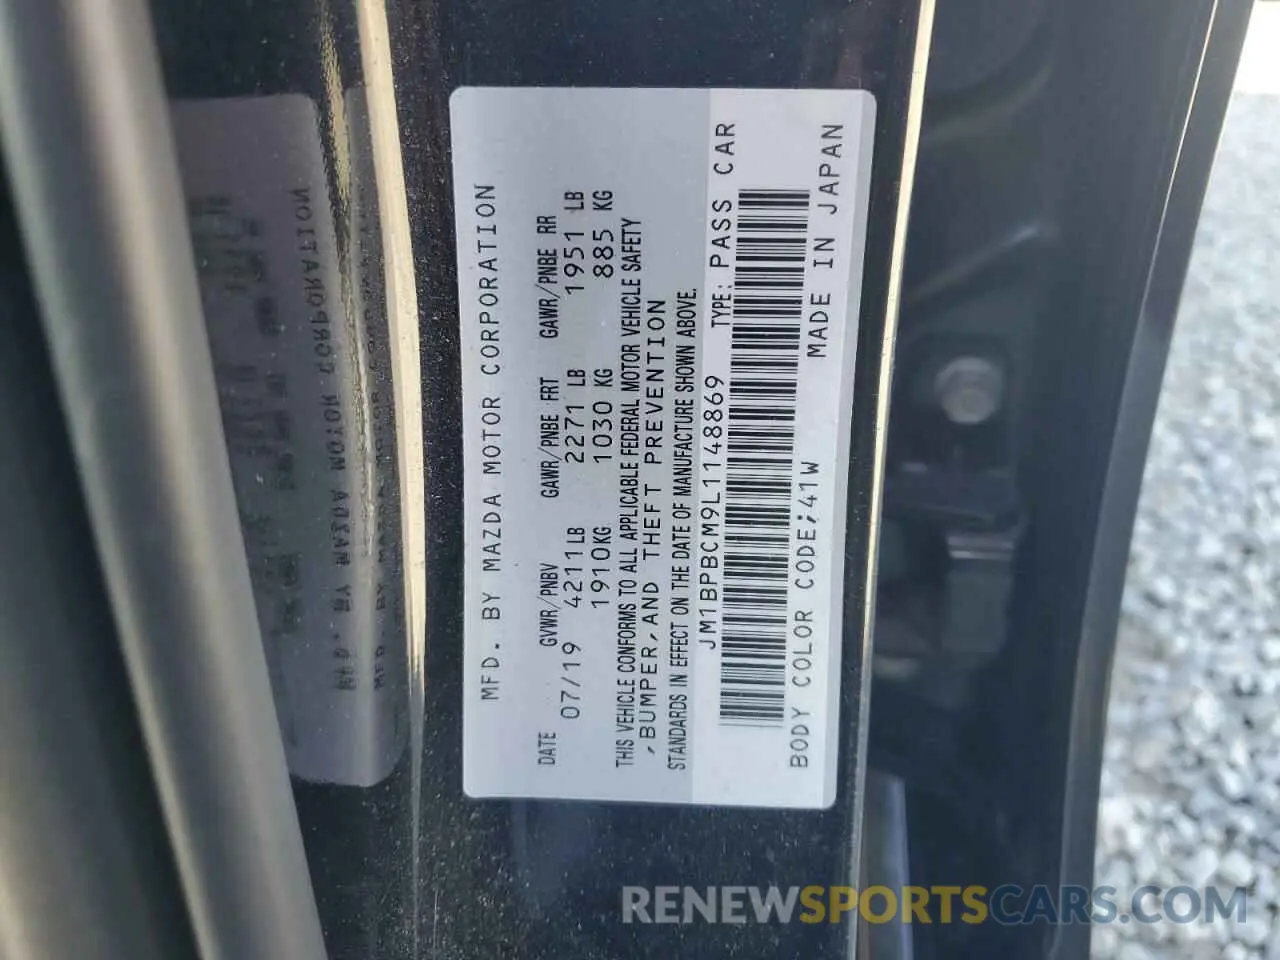 MFD. BY MAZDA MOTOR CORPORATION
DATE GVWR/PNBV GAWR/PNBE FRT GAWR/PNBE RR
07/19 4211LB 2271 LB 1951 LB
1910KG 1030 KG 885 KG
THIS VEHICLE CONFORMS TO ALL APPLICABLE FEDERAL MOTOR VEHICLE SAFETY
,BUMPER,AND THEFT PREVENTION
STANDARDS IN EFFECT ON THE DATE OF MANUFACTURE SHOWN ABOVE.
JM1BPBCM9L1148869 TYPE: PASS CAR
BODY COLOR CODE;41W MADE IN JAPAN
RENEWSPORTSCARS.COM